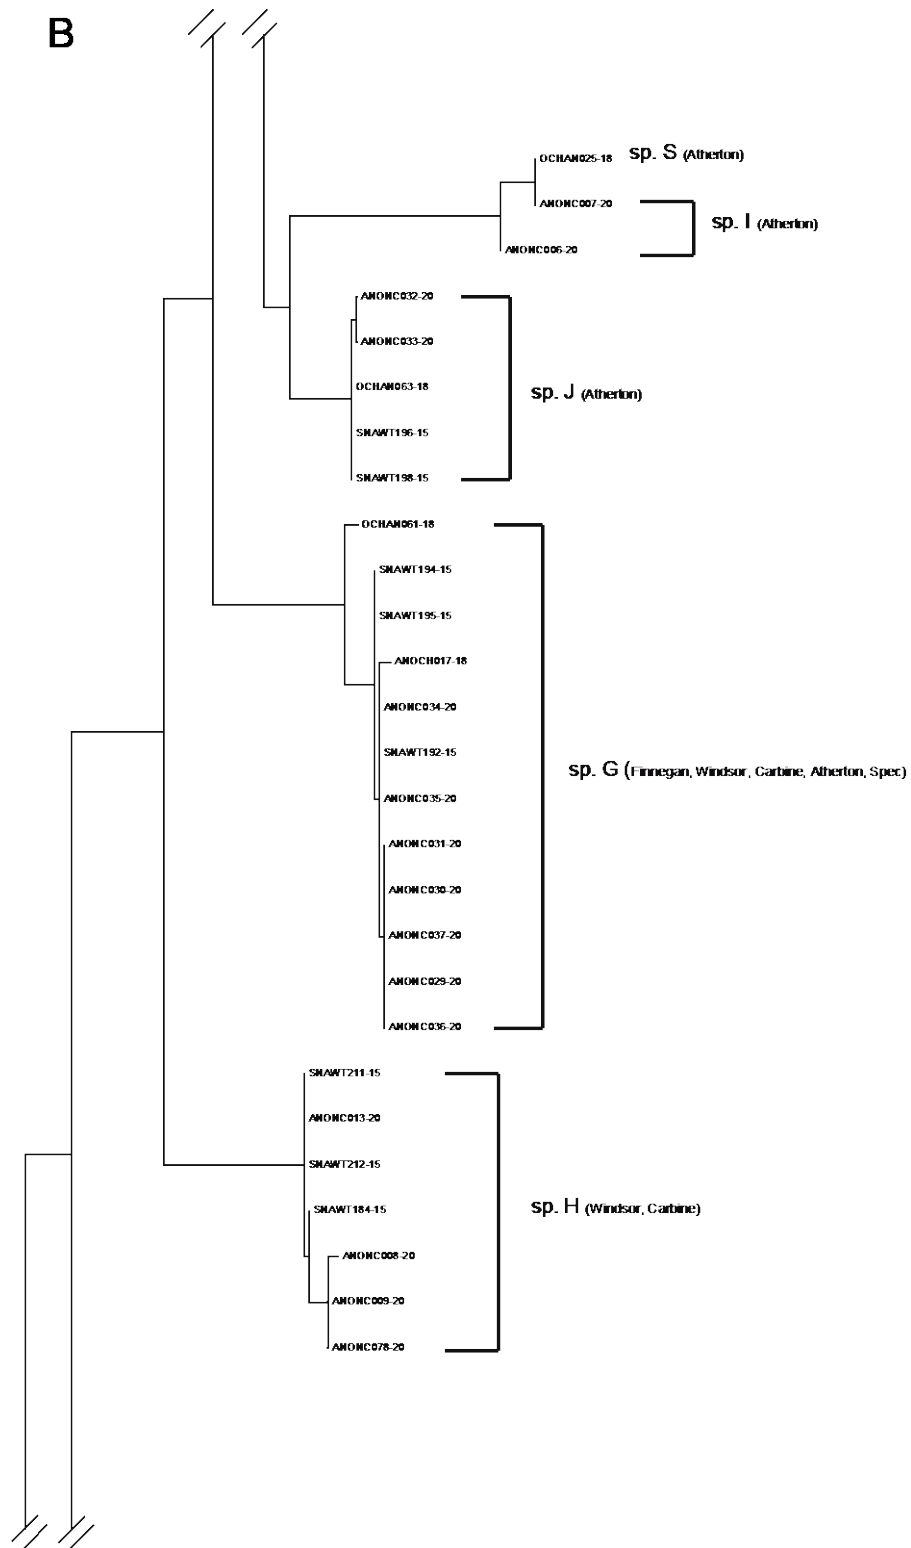 B
OCHAN025-18 sp. S (Atherton)
ANONC007-20
sp. I (Atherton)
ANONC006-20
ANONC032-20
ANONC033-20
OCHAN063-18
sp. J (Atherton)
SNAWT196-15
SNAWT198-15
OCHAN061-18
SNAWT194-15
SNAWT195-15
ANOCH017-18
ANONC034-20
SNAWT192-15
sp. G (Finnegan, Windsor, Carbine, Atherton, Spec)
ANONC035-20
ANONC031-20
ANONC030-20
ANONC037-20
ANONC029-20
ANONC036-20
SNAWT211-15
ANONC013-20
SNAWT212-15
sp. H (Windsor, Carbine)
SNAWT184-15
ANONC008-20
ANONC009-20
ANONC078-20